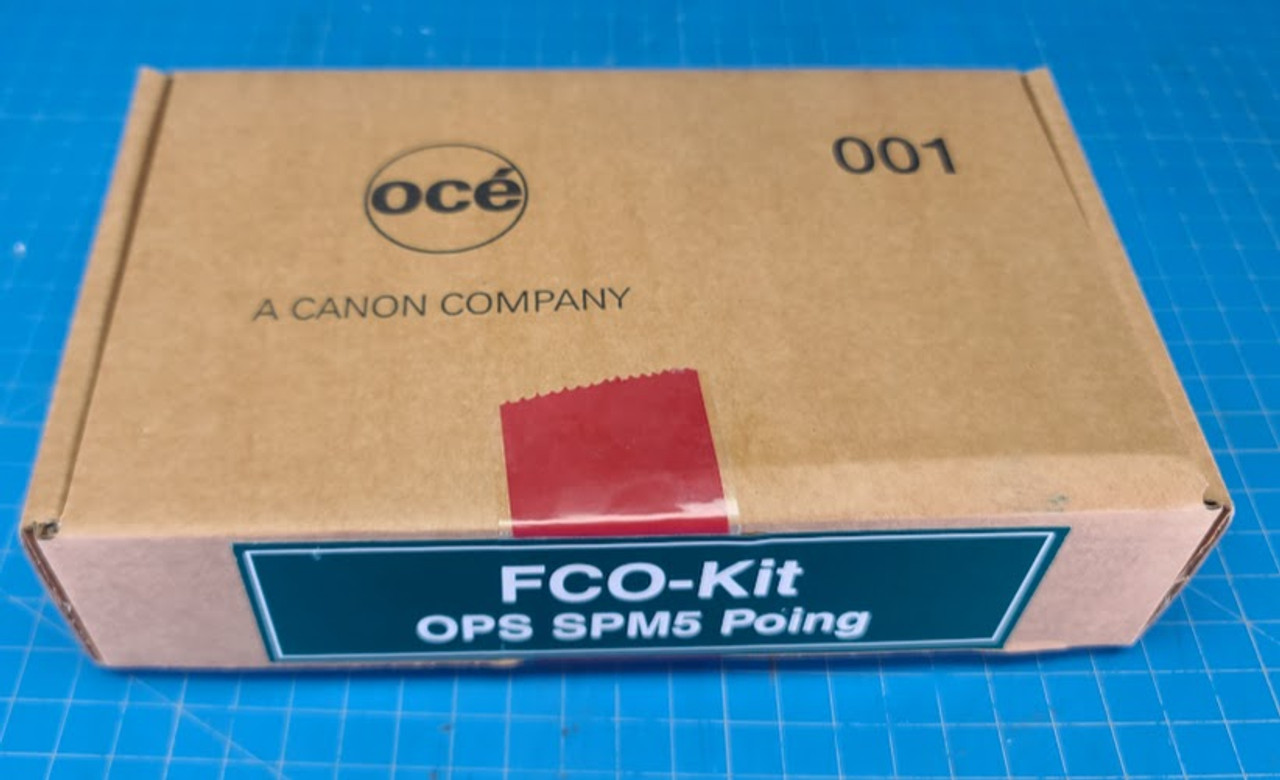 océ
001
A CANON COMPANY
FCO-Kit
OPS SPM5 Poing